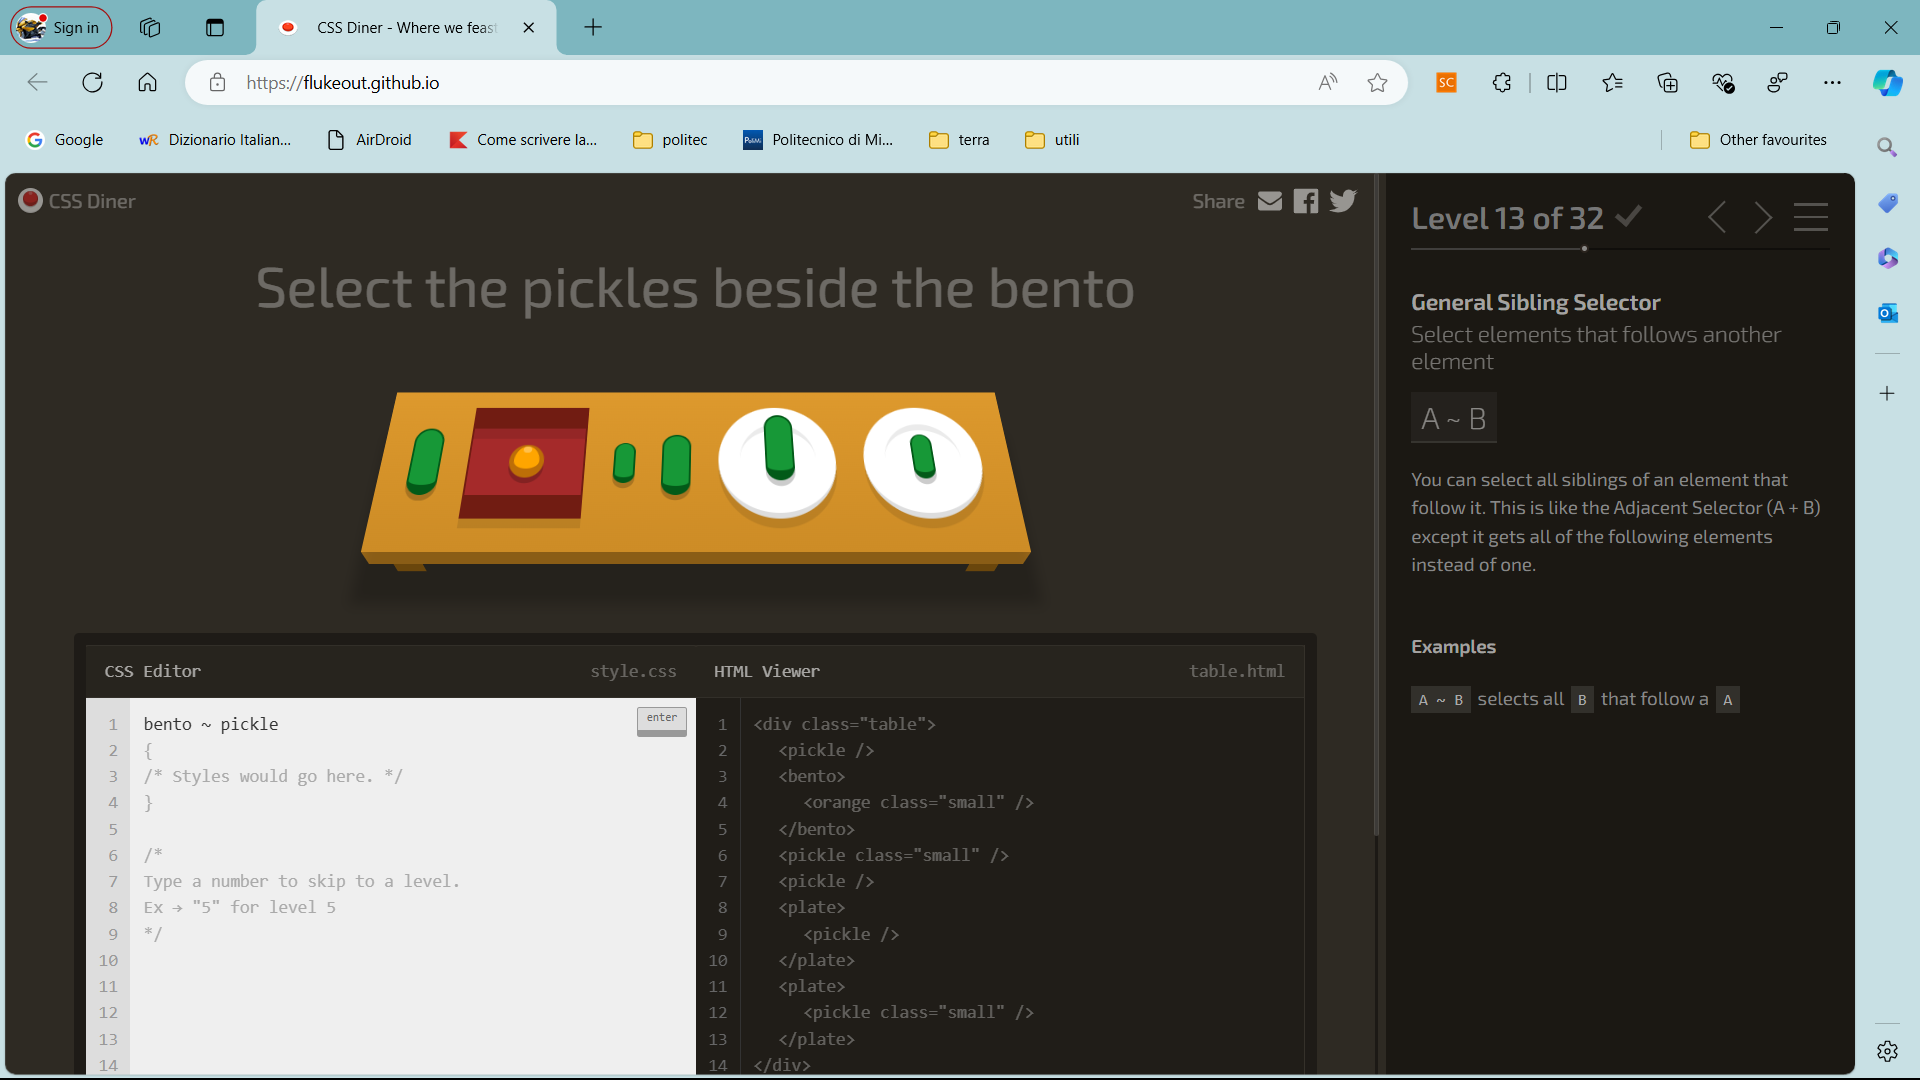 Sign in
CSS Diner - Where we feast
https://flukeout.github.io
SC
Google
wR Dizionario Italian...
AirDroid
Come scrivere la...
politec
Politecnico di Mi...
terra
utili
Other favourites
CSS Diner
Share
Select the pickles beside the bento
CSS Editor
style.css
1 bento ~ pickle
2 {
3 /* Styles would go here. */
4 }
5
6 /*
7 Type a number to skip to a level.
8 Ex → "5" for level 5
9 */
10
11
12
13
14
enter
HTML Viewer
table.html
1 <div class="table">
2 <pickle />
3 <bento>
4 <orange class="small" />
5 </bento>
6 <pickle class="small" />
7 <pickle />
8 <plate>
9 <pickle />
10 </plate>
11 <plate>
12 <pickle class="small" />
13 </plate>
14 </div>
Level 13 of 32
General Sibling Selector
Select elements that follows another
element
A ~ B
You can select all siblings of an element that
follow it. This is like the Adjacent Selector (A + B)
except it gets all of the following elements
instead of one.
Examples
A ~ B selects all B that follow a A